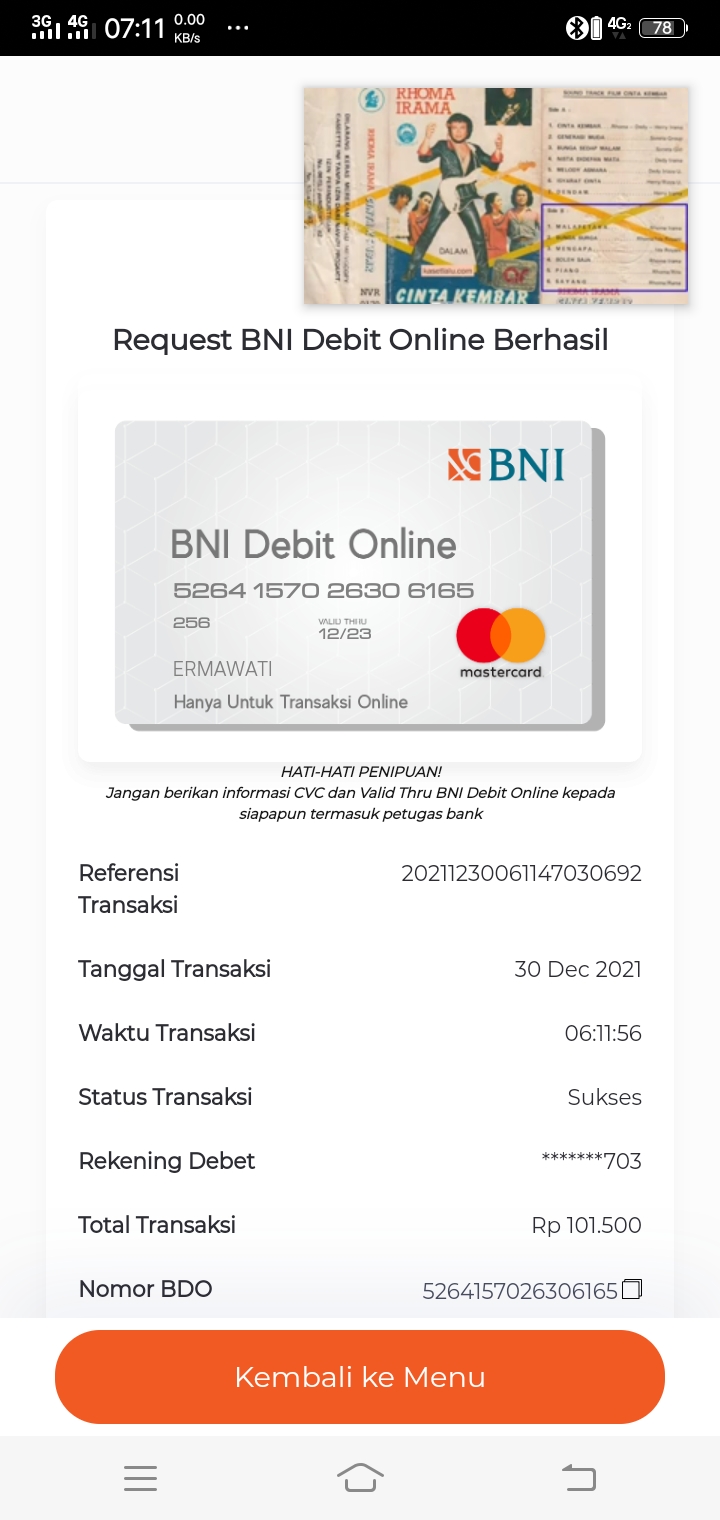 3G 4G 07:11 0.00 KB/s ... 4G2 78
RHOMA
IRAMA
SOUND TRACK FILM CINTA KEMBAR
Side A :
1. CINTA KEMBAR
2. GENERASI MUDA
3. BUNGA SEDAP MALAM
4. NISTA DIDEPAN MATA
5. MELODY ASMARA
6. ISYARAT CINTA
7. DENDAM
Side B :
1. MALAPETAKA
2. BUNGA SURGA
3. MENGAPA
4. BOLEH SAJA
5. PIANO
6. SAYANG
DALAM
kasetlalu.com
NVR
CINTA KEMBAR
RHOMA IRAMA
Request BNI Debit Online Berhasil
BNI
BNI Debit Online
5264 1570 2630 6165
256
VALID THRU
12/23
ERMAWATI
mastercard
Hanya Untuk Transaksi Online
HATI-HATI PENIPUAN!
Jangan berikan informasi CVC dan Valid Thru BNI Debit Online kepada
siapapun termasuk petugas bank
Referensi Transaksi 20211230061147030692
Tanggal Transaksi 30 Dec 2021
Waktu Transaksi 06:11:56
Status Transaksi Sukses
Rekening Debet *******703
Total Transaksi Rp 101.500
Nomor BDO 5264157026306165
Kembali ke Menu